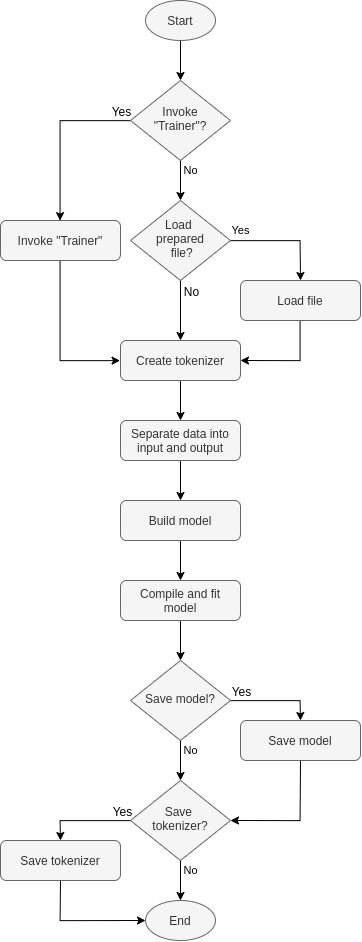 Start
Invoke
"Trainer"?
Yes
No
Invoke "Trainer"
Load
prepared
file?
Yes
No
Load file
Create tokenizer
Separate data into
input and output
Build model
Compile and fit
model
Save model?
Yes
No
Save model
Save
tokenizer?
Yes
No
Save tokenizer
End